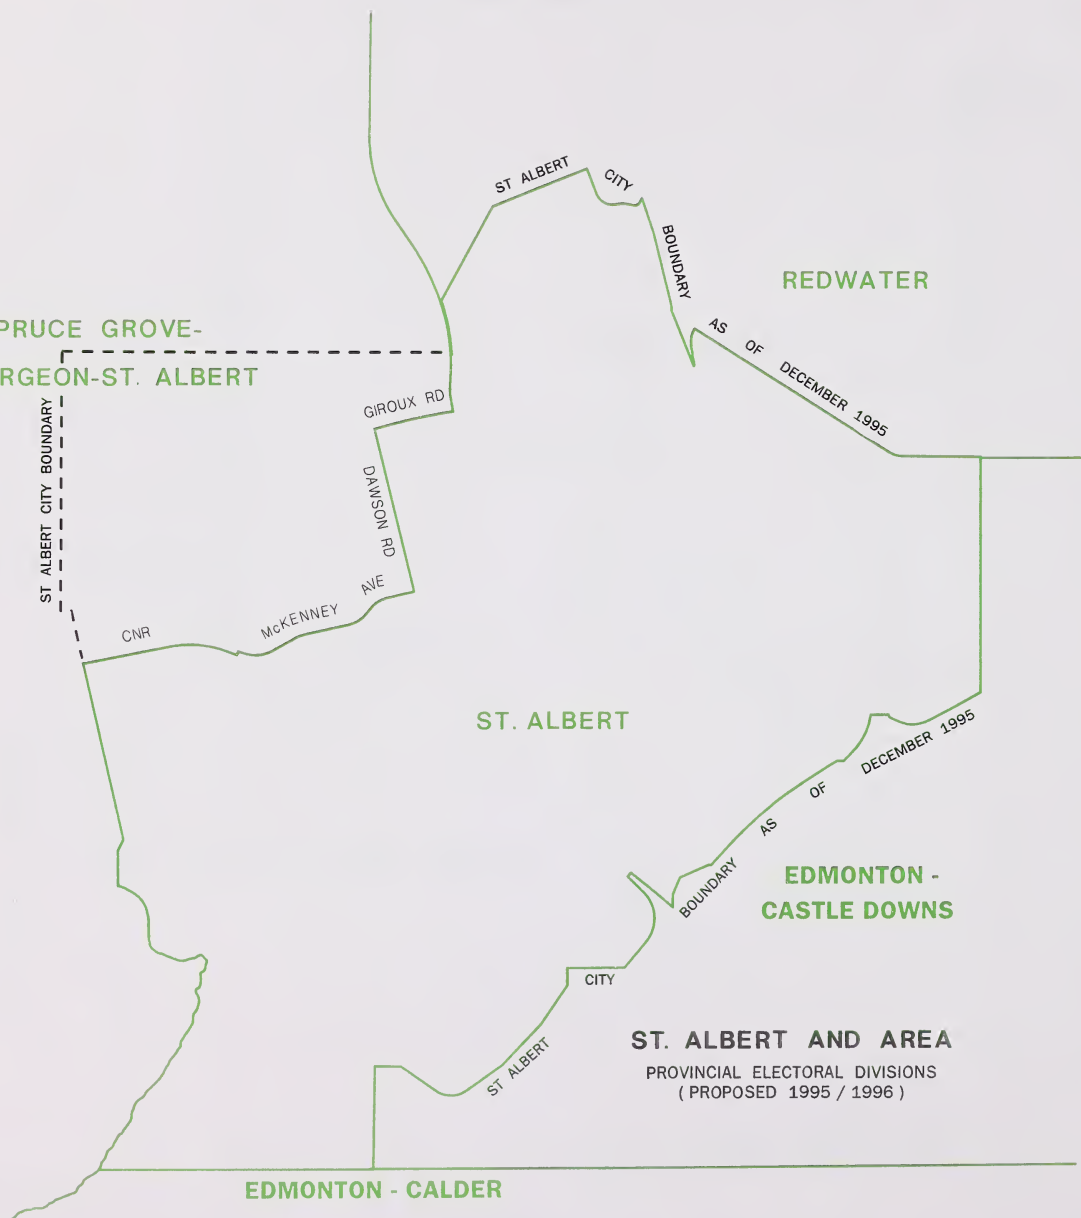 ST ALBERT CITY
BOUNDARY
REDWATER
AS OF DECEMBER 1995
PRUCE GROVE-
RGEON-ST. ALBERT
GIROUX RD
ST ALBERT CITY BOUNDARY
DAWSON RD
CNR McKENNEY AVE
ST. ALBERT
ST ALBERT CITY BOUNDARY AS OF DECEMBER 1995
EDMONTON -
CASTLE DOWNS
ST. ALBERT AND AREA
PROVINCIAL ELECTORAL DIVISIONS
( PROPOSED 1995 / 1996 )
EDMONTON - CALDER